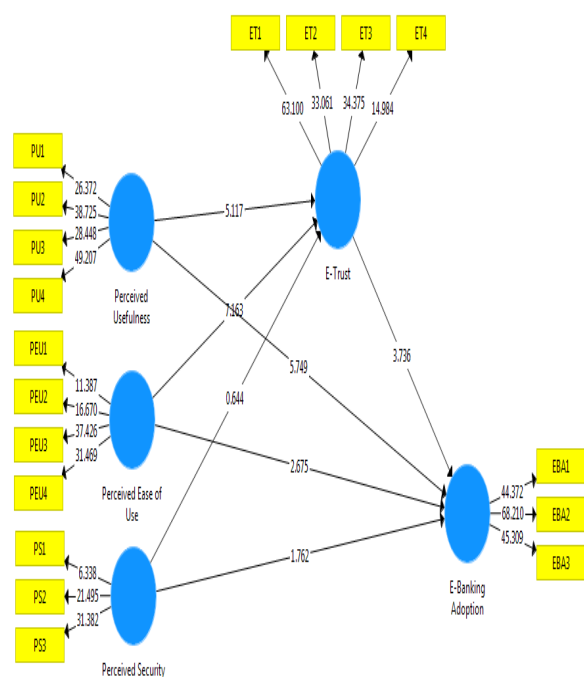 ET1
ET2
ET3
ET4
63.100
33.061
34.375
14.984
PU1
PU2
PU3
PU4
26.372
38.725
28.448
49.207
Perceived
Usefulness
5.117
E-Trust
7.163
5.749
3.736
0.644
PEU1
PEU2
PEU3
PEU4
11.387
16.670
37.426
31.469
Perceived Ease of
Use
2.675
PS1
PS2
PS3
6.338
21.495
31.382
Perceived Security
1.762
EBA1
EBA2
EBA3
44.372
68.210
45.309
E-Banking
Adoption